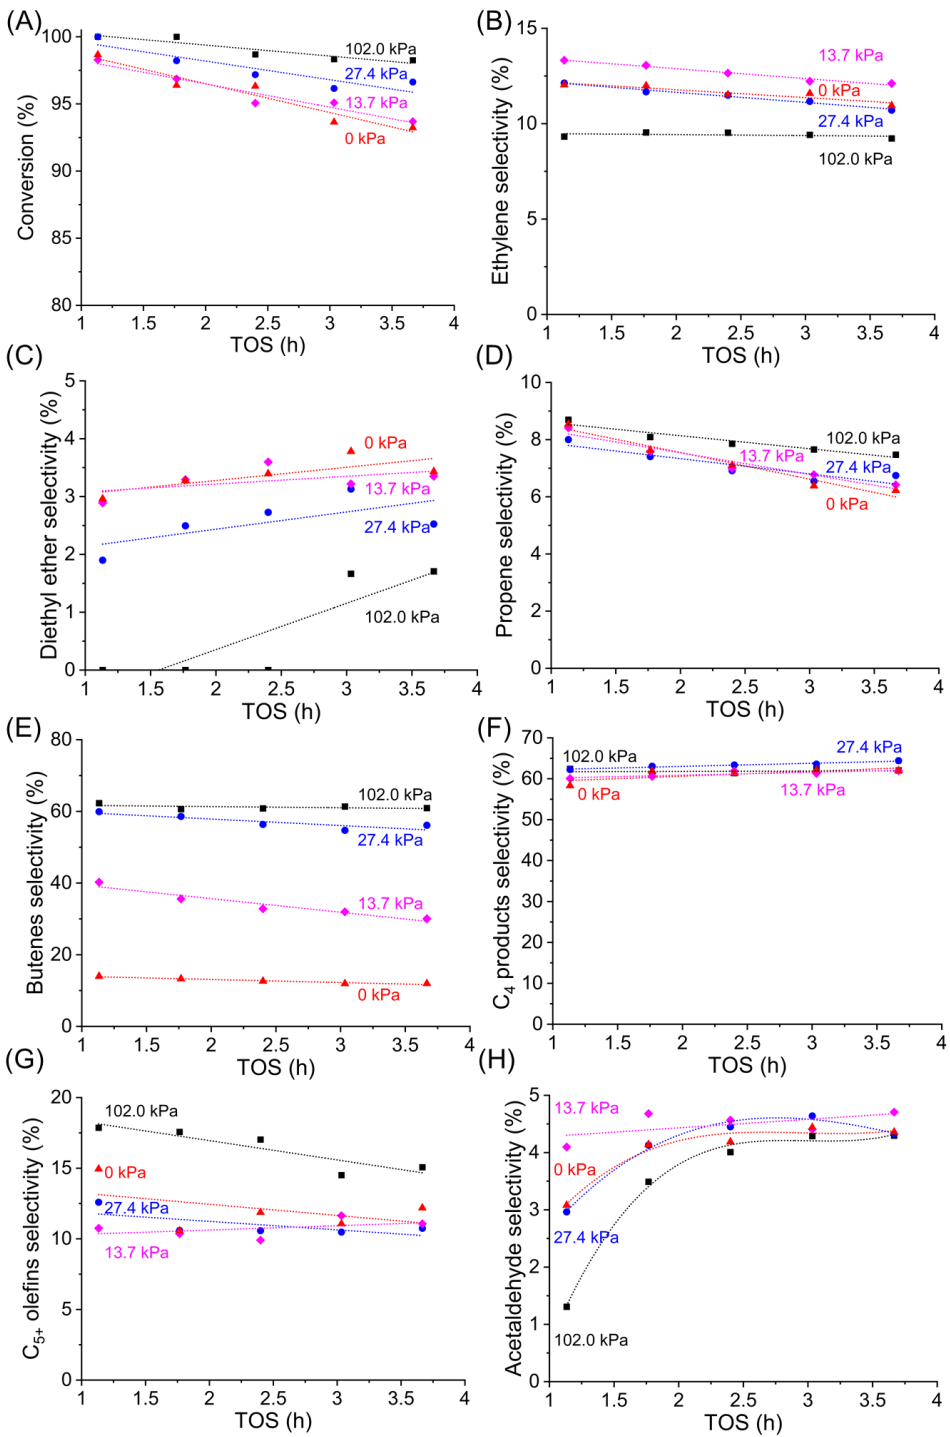 (A)
Conversion (%)
100
95
90
85
80
102.0 kPa
27.4 kPa
13.7 kPa
0 kPa
1 1.5 2 2.5 3 3.5 4
TOS (h)
(B)
Ethylene selectivity (%)
15
10
5
0
13.7 kPa
0 kPa
27.4 kPa
102.0 kPa
1 1.5 2 2.5 3 3.5 4
TOS (h)
(C)
Diethyl ether selectivity (%)
5
4
3
2
1
0
0 kPa
13.7 kPa
27.4 kPa
102.0 kPa
1 1.5 2 2.5 3 3.5 4
TOS (h)
(D)
Propene selectivity (%)
10
8
6
4
2
0
102.0 kPa
13.7 kPa
27.4 kPa
0 kPa
1 1.5 2 2.5 3 3.5 4
TOS (h)
(E)
Butenes selectivity (%)
80
60
40
20
0
102.0 kPa
27.4 kPa
13.7 kPa
0 kPa
1 1.5 2 2.5 3 3.5 4
TOS (h)
(F)
C4 products selectivity (%)
70
60
50
40
30
20
10
0
102.0 kPa
27.4 kPa
0 kPa
13.7 kPa
1 1.5 2 2.5 3 3.5 4
TOS (h)
(G)
C5+ olefins selectivity (%)
20
15
10
5
0
102.0 kPa
0 kPa
27.4 kPa
13.7 kPa
1 1.5 2 2.5 3 3.5 4
TOS (h)
(H)
Acetaldehyde selectivity (%)
5
4
3
2
1
0
13.7 kPa
0 kPa
27.4 kPa
102.0 kPa
1 1.5 2 2.5 3 3.5 4
TOS (h)